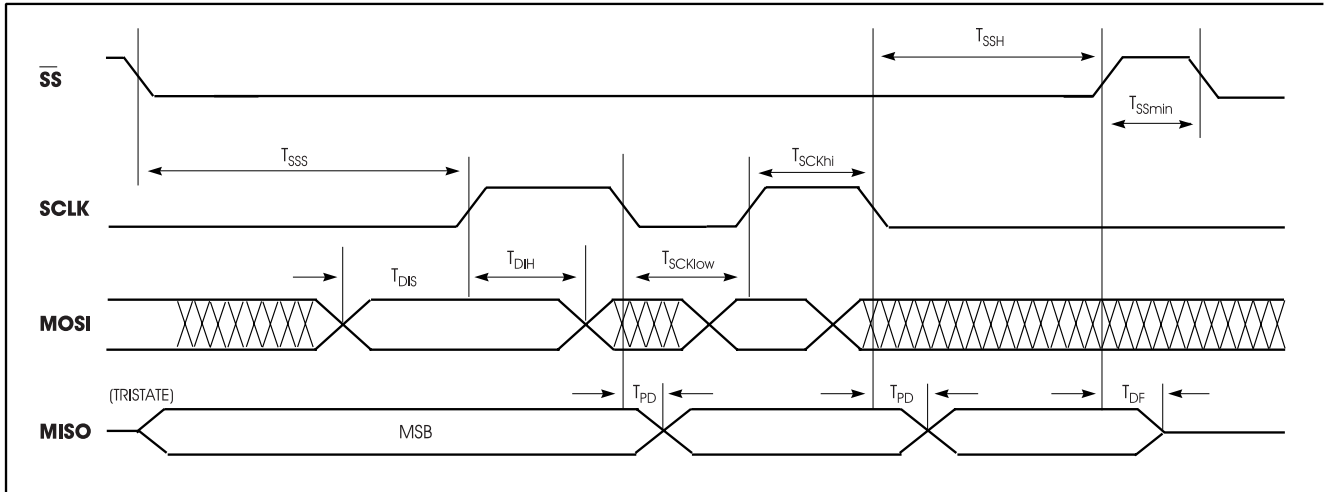 T_SSH
SS
T_SSmin
T_SSS
T_SCKhi
SCLK
T_DIS
T_DIH
T_SCKlow
MOSI
(TRISTATE)
T_PD
T_PD
T_DF
MISO
MSB